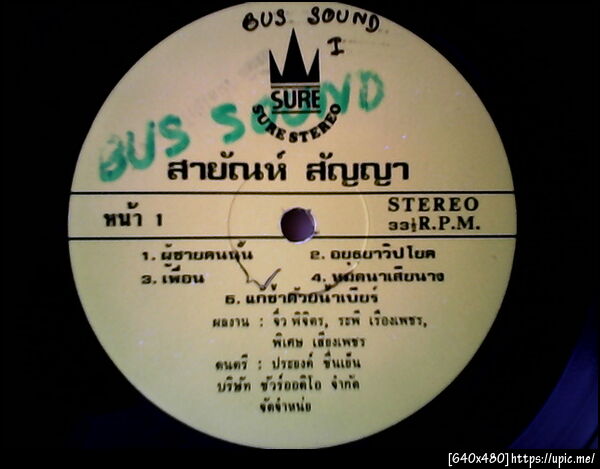 BUS SOUND
I
SURE
SURE STEREO
BUS SOUND
สายัณห์ สัญญา
หน้า 1
STEREO
33⅓ R.P.M.
1. ผู้ชายคนนั้น 2. อยุธยาวิปโยค
3. เพื่อน 4. หมดนาเสียนาง
5. แก้ช้ำด้วยน้ำเบียร์
ผลงาน : จิ๋ว พิจิตร, ระพี เรืองเพชร,
พิเศษ เสียงเพชร
ดนตรี : ประยงค์ ชื่นเย็น
บริษัท ชัวร์ออดิโอ จำกัด
จัดจำหน่าย
[640x480]https://upic.me/